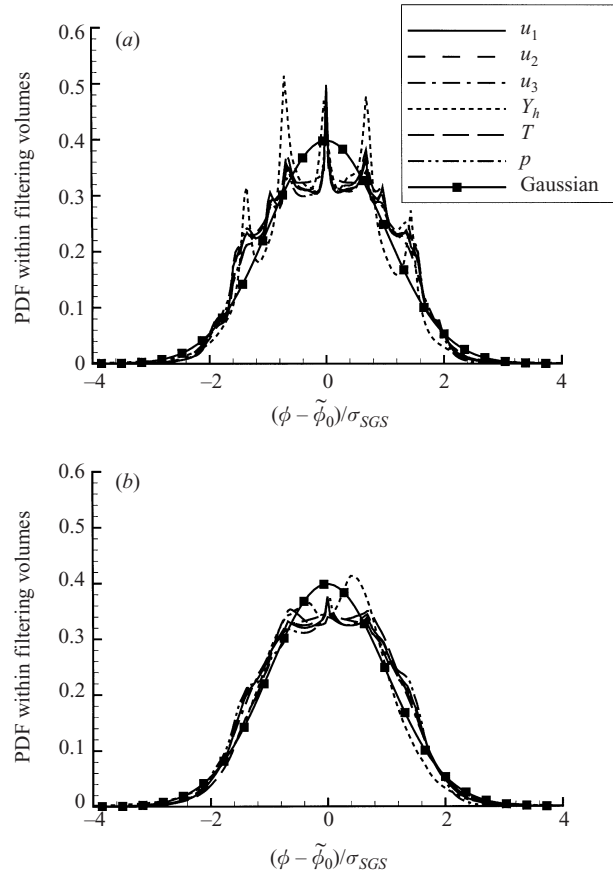 (a)
u₁
u₂
u₃
Yₕ
T
p
Gaussian
PDF within filtering volumes
0.6
0.5
0.4
0.3
0.2
0.1
0
–4 –2 0 2 4
(ϕ – ϕ̃₀)/σ_SGS
(b)
PDF within filtering volumes
0.6
0.5
0.4
0.3
0.2
0.1
0
–4 –2 0 2 4
(ϕ – ϕ̃₀)/σ_SGS